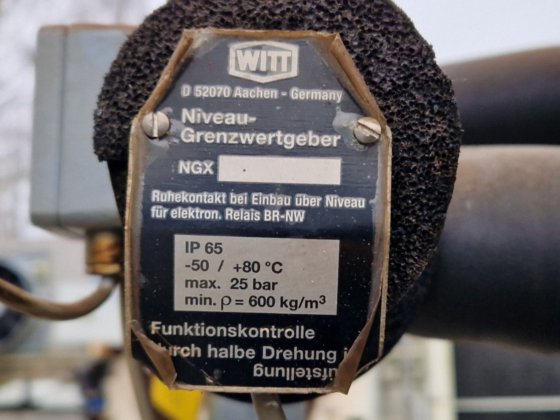 WITT
D 52070 Aachen - Germany
Niveau-
Grenzwertgeber
NGX
Ruhekontakt bei Einbau über Niveau
für elektron. Relais BR-NW
IP 65
-50 / +80 °C
max. 25 bar
min. ρ = 600 kg/m³
Funktionskontrolle
durch halbe Drehung